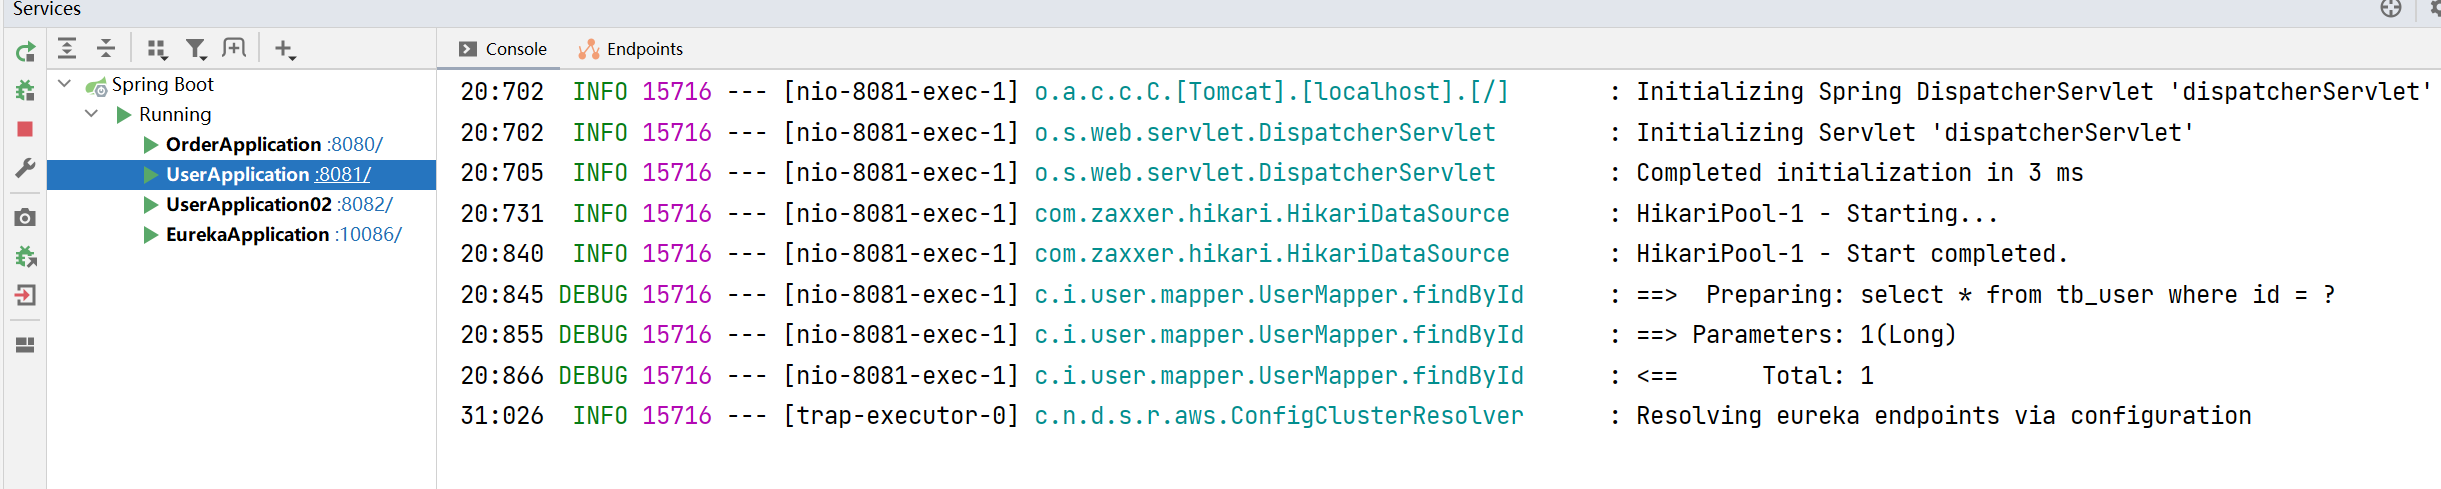 Services
Console
Endpoints
Spring Boot
Running
OrderApplication :8080/
UserApplication :8081/
UserApplication02 :8082/
EurekaApplication :10086/
20:702 INFO 15716 --- [nio-8081-exec-1] o.a.c.c.C.[Tomcat].[localhost].[/] : Initializing Spring DispatcherServlet 'dispatcherServlet'
20:702 INFO 15716 --- [nio-8081-exec-1] o.s.web.servlet.DispatcherServlet : Initializing Servlet 'dispatcherServlet'
20:705 INFO 15716 --- [nio-8081-exec-1] o.s.web.servlet.DispatcherServlet : Completed initialization in 3 ms
20:731 INFO 15716 --- [nio-8081-exec-1] com.zaxxer.hikari.HikariDataSource : HikariPool-1 - Starting...
20:840 INFO 15716 --- [nio-8081-exec-1] com.zaxxer.hikari.HikariDataSource : HikariPool-1 - Start completed.
20:845 DEBUG 15716 --- [nio-8081-exec-1] c.i.user.mapper.UserMapper.findById : ==> Preparing: select * from tb_user where id = ?
20:855 DEBUG 15716 --- [nio-8081-exec-1] c.i.user.mapper.UserMapper.findById : ==> Parameters: 1(Long)
20:866 DEBUG 15716 --- [nio-8081-exec-1] c.i.user.mapper.UserMapper.findById : <== Total: 1
31:026 INFO 15716 --- [trap-executor-0] c.n.d.s.r.aws.ConfigClusterResolver : Resolving eureka endpoints via configuration